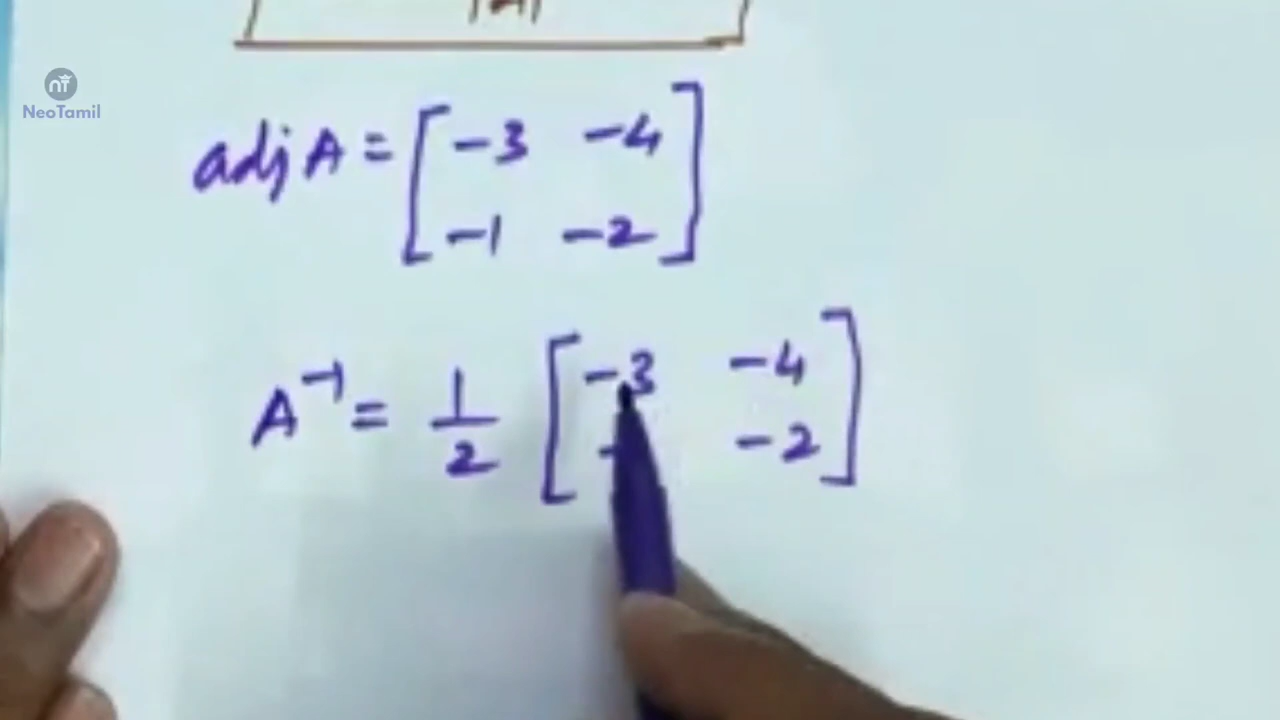 |A|
NeoTamil
adj A = [ -3 -4
-1 -2 ]
A⁻¹ = 1/2 [ -3 -4
- -2 ]